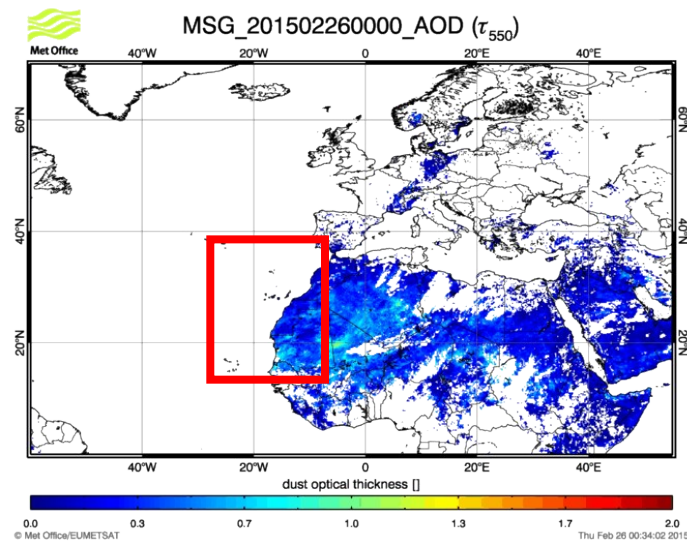 MSG_201502260000_AOD (τ550)
Met Office
40°W 20°W 0 20°E 40°E
60°N 60°N
40°N 40°N
20°N 20°N
40°W 20°W 0 20°E 40°E
dust optical thickness []
0.0 0.3 0.7 1.0 1.3 1.7 2.0
© Met Office/EUMETSAT Thu Feb 26 00:34:02 2015